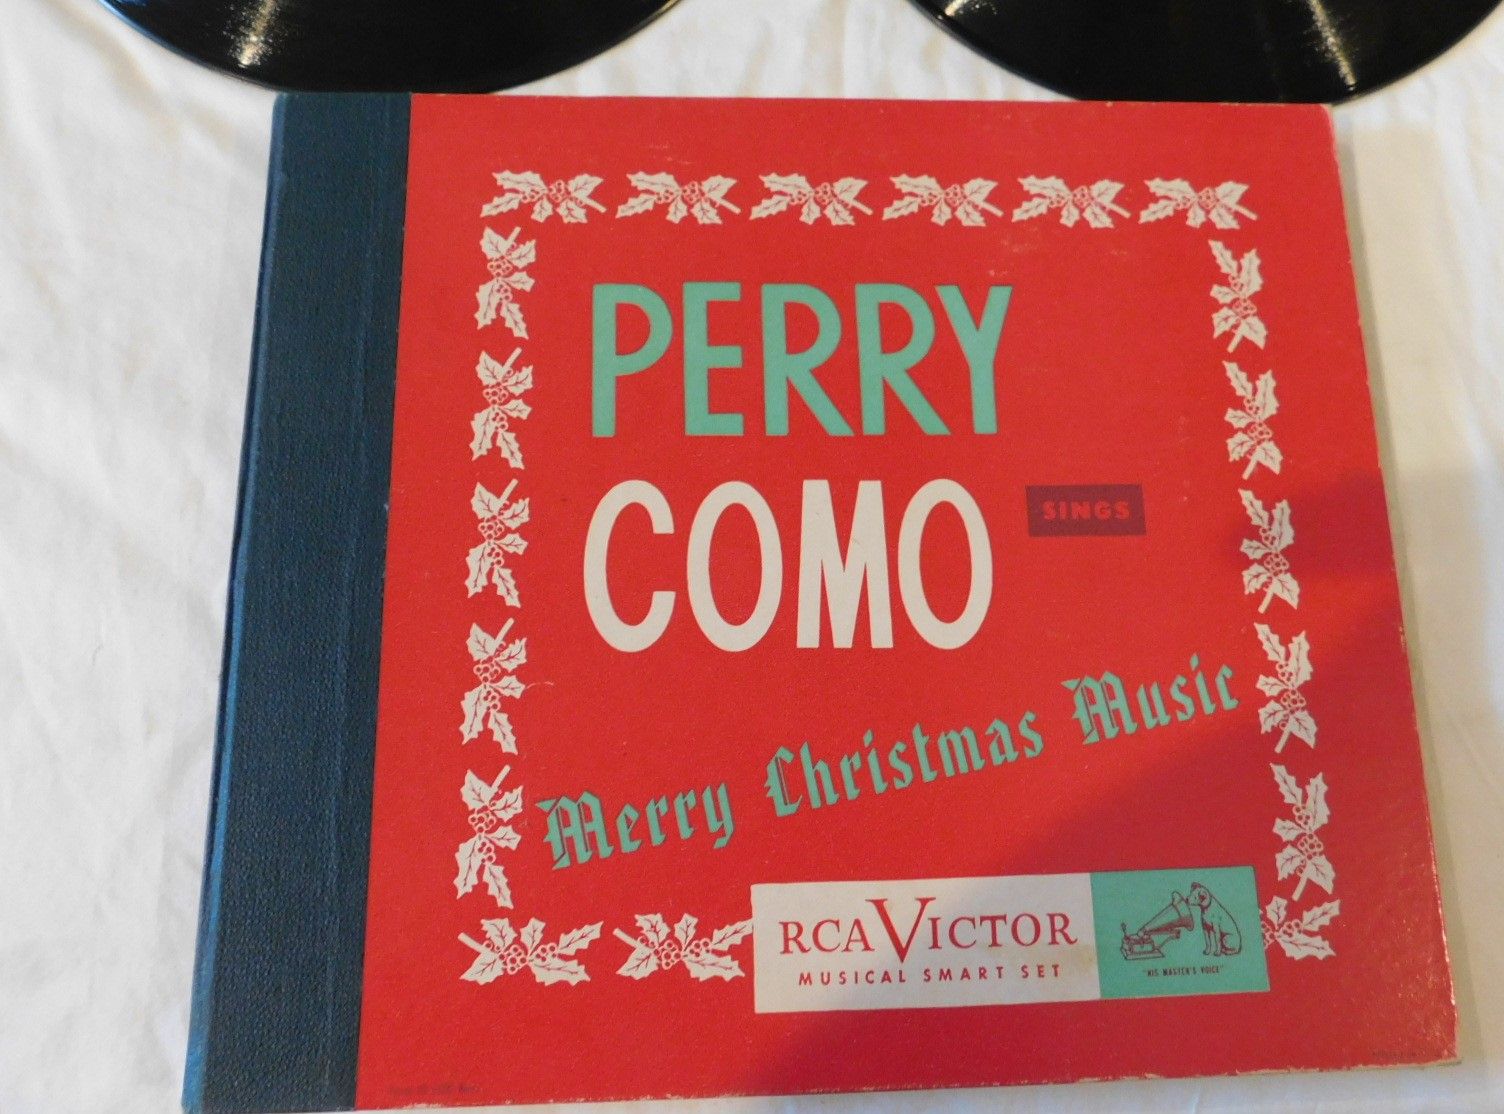 PERRY
COMO
SINGS
Merry Christmas Music
RCA VICTOR
MUSICAL SMART SET
"HIS MASTER'S VOICE"